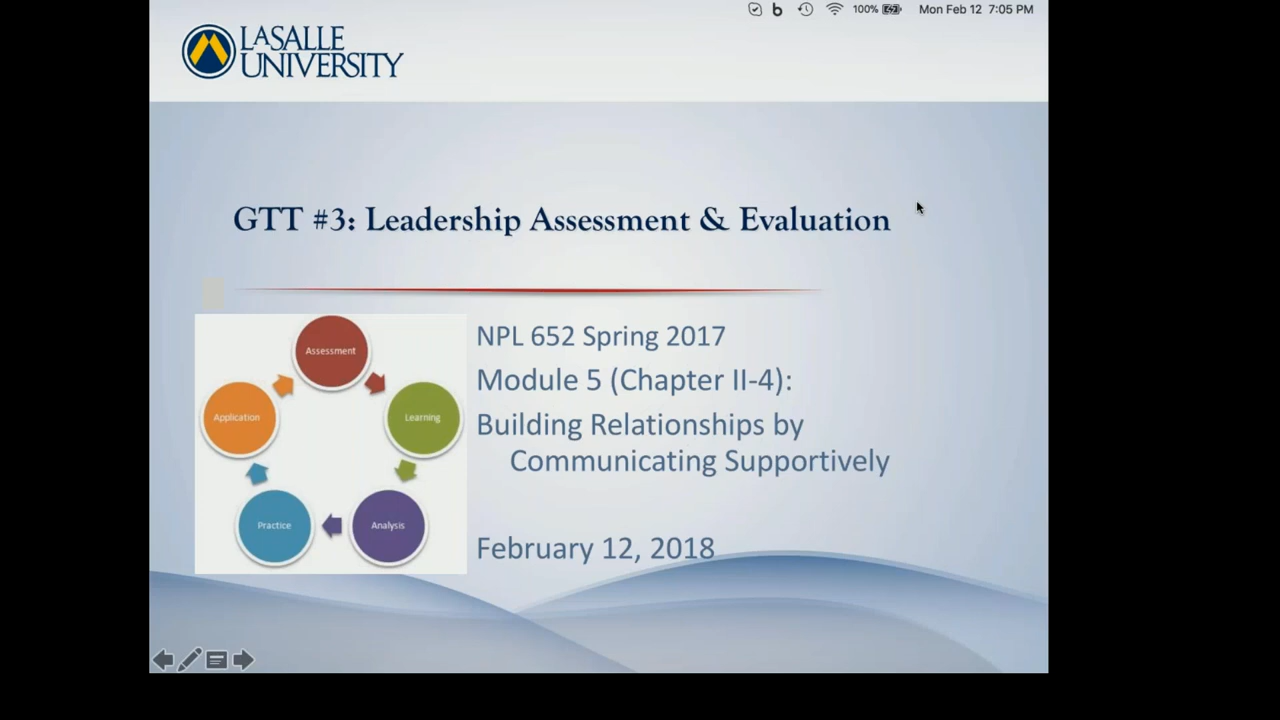 100% Mon Feb 12 7:05 PM
LASALLE
UNIVERSITY
GTT #3: Leadership Assessment & Evaluation
Assessment
Application
Learning
Practice
Analysis
NPL 652 Spring 2017
Module 5 (Chapter II-4):
Building Relationships by
Communicating Supportively
February 12, 2018